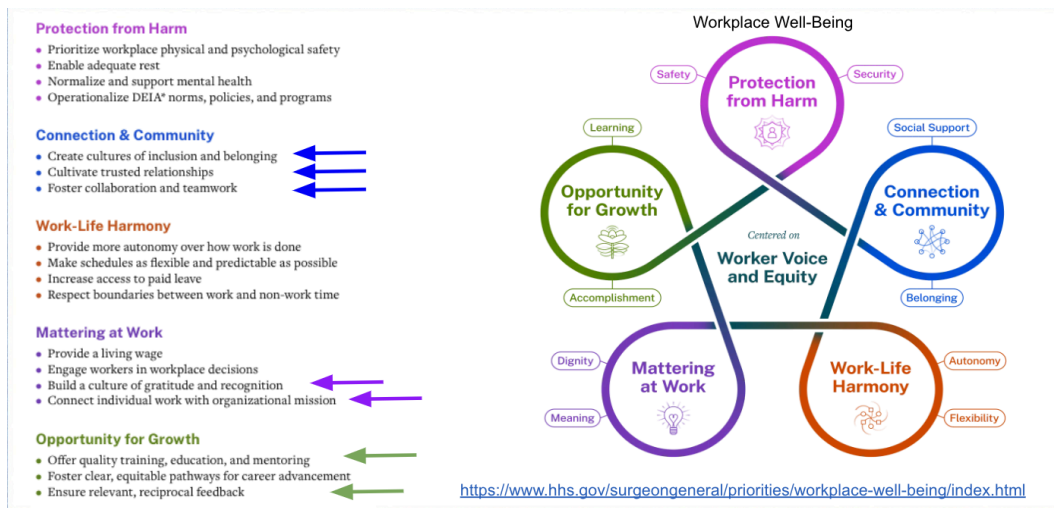 Protection from Harm
• Prioritize workplace physical and psychological safety
• Enable adequate rest
• Normalize and support mental health
• Operationalize DEIA* norms, policies, and programs
Connection & Community
• Create cultures of inclusion and belonging
• Cultivate trusted relationships
• Foster collaboration and teamwork
Work-Life Harmony
• Provide more autonomy over how work is done
• Make schedules as flexible and predictable as possible
• Increase access to paid leave
• Respect boundaries between work and non-work time
Mattering at Work
• Provide a living wage
• Engage workers in workplace decisions
• Build a culture of gratitude and recognition
• Connect individual work with organizational mission
Opportunity for Growth
• Offer quality training, education, and mentoring
• Foster clear, equitable pathways for career advancement
• Ensure relevant, reciprocal feedback
Workplace Well-Being
Safety
Security
Protection
from Harm
Learning
Opportunity
for Growth
Accomplishment
Social Support
Connection
& Community
Belonging
Centered on
Worker Voice
and Equity
Dignity
Mattering
at Work
Meaning
Autonomy
Work-Life
Harmony
Flexibility
https://www.hhs.gov/surgeongeneral/priorities/workplace-well-being/index.html